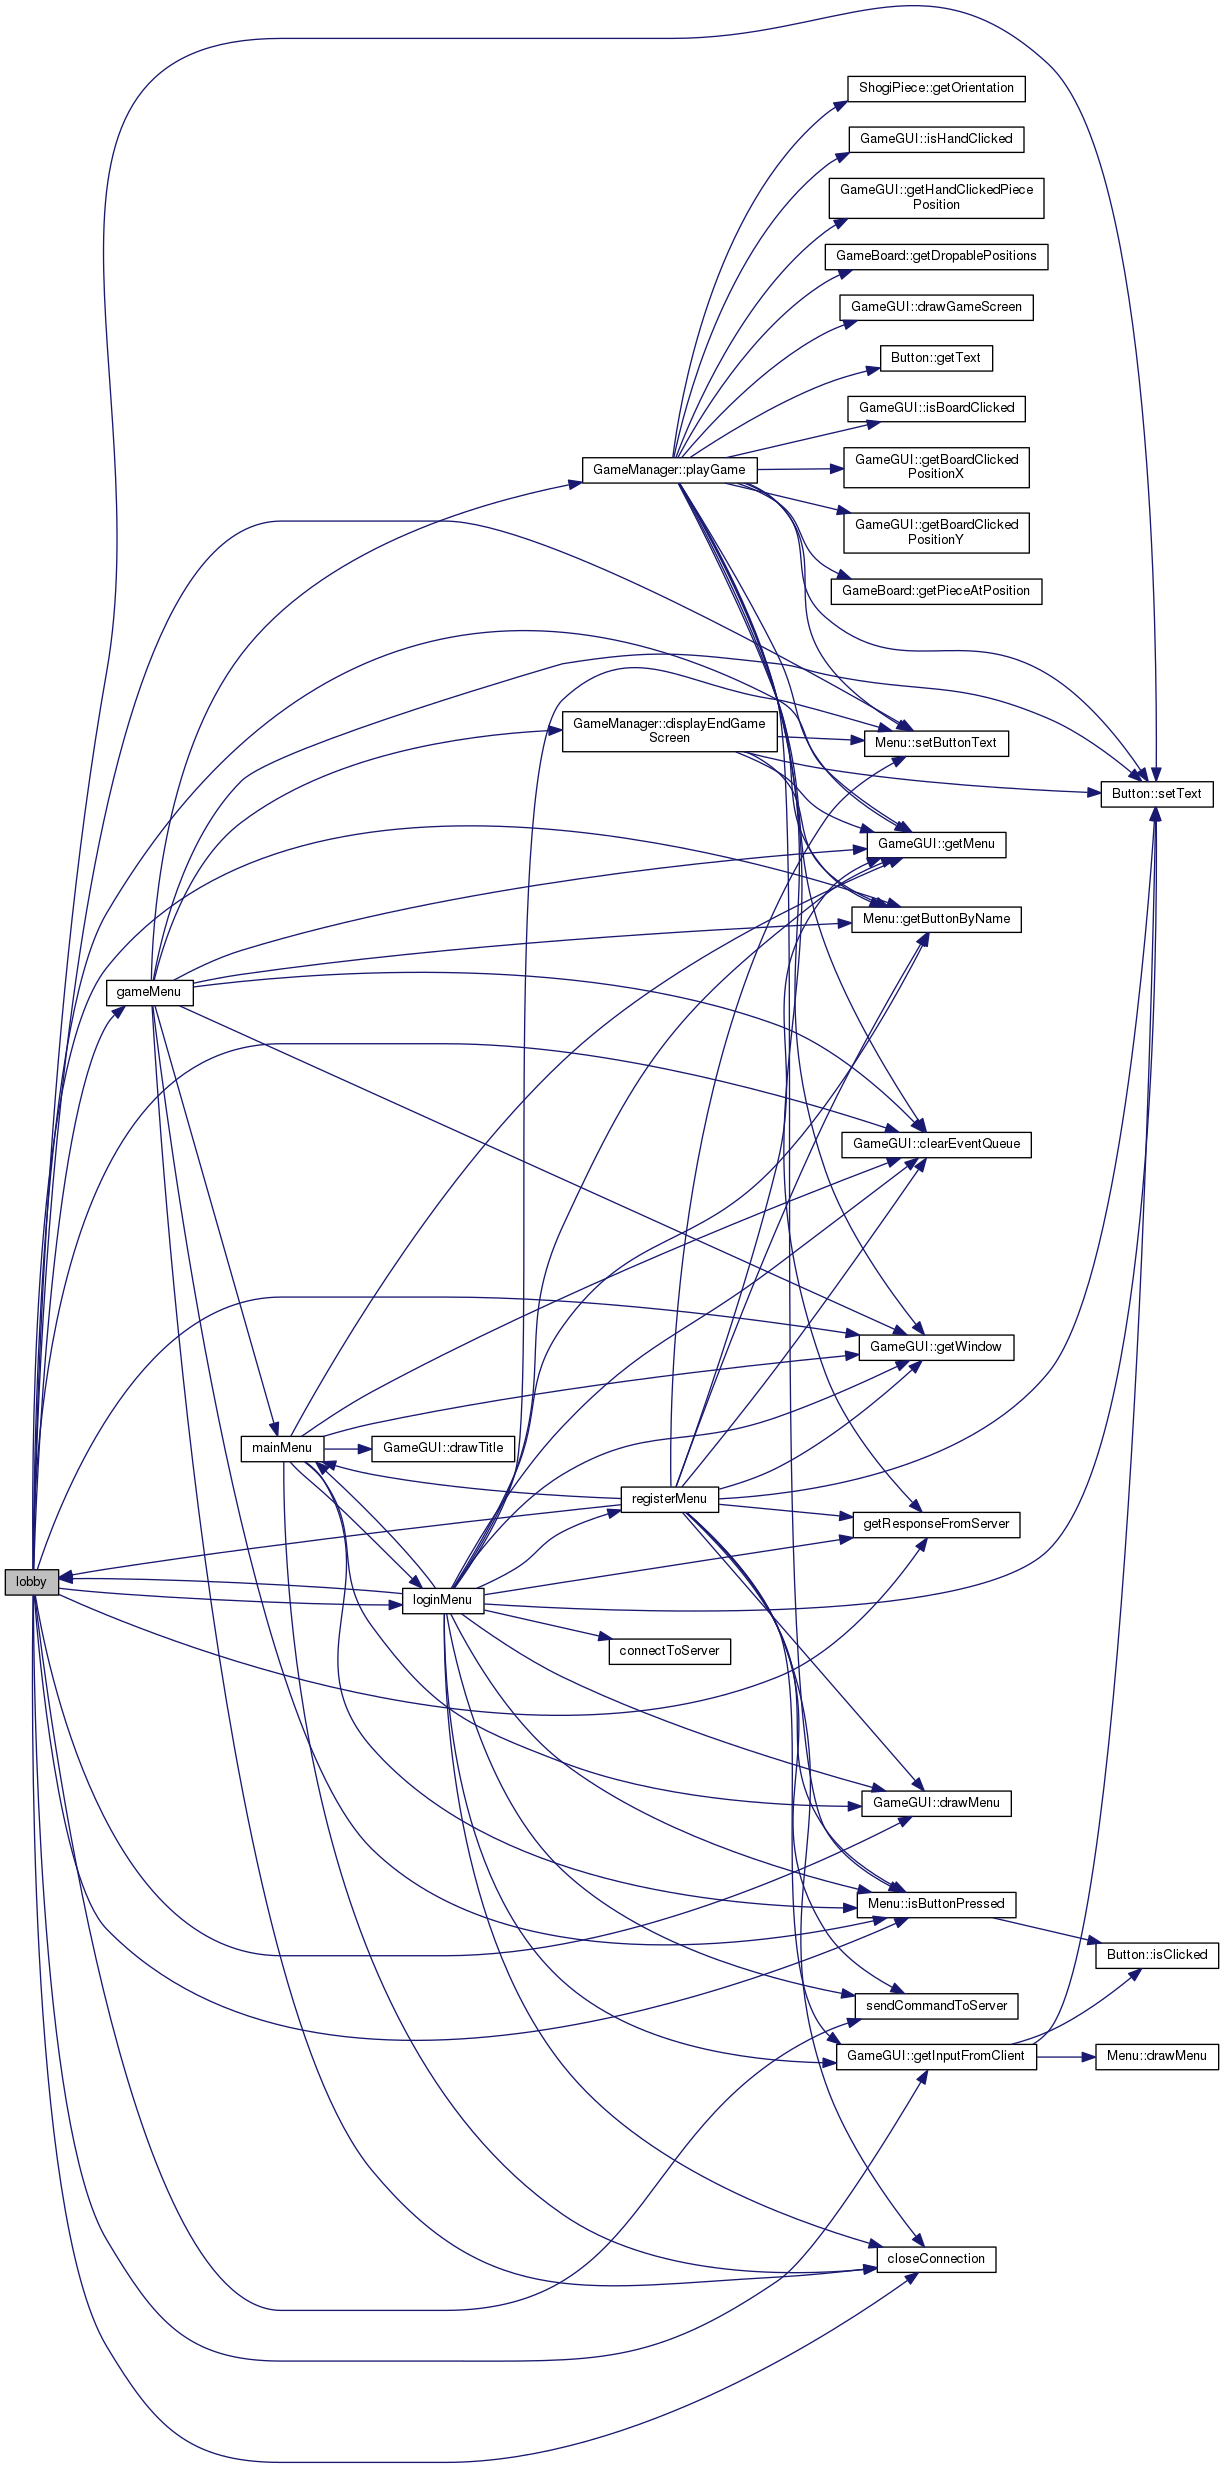 ShogiPiece::getOrientation
GameGUI::isHandClicked
GameGUI::getHandClickedPiece
Position
GameBoard::getDropablePositions
GameGUI::drawGameScreen
Button::getText
GameGUI::isBoardClicked
GameManager::playGame
GameGUI::getBoardClicked
PositionX
GameGUI::getBoardClicked
PositionY
GameBoard::getPieceAtPosition
GameManager::displayEndGame
Screen
Menu::setButtonText
Button::setText
GameGUI::getMenu
Menu::getButtonByName
gameMenu
GameGUI::clearEventQueue
GameGUI::getWindow
mainMenu
GameGUI::drawTitle
registerMenu
getResponseFromServer
lobby
loginMenu
connectToServer
GameGUI::drawMenu
Menu::isButtonPressed
Button::isClicked
sendCommandToServer
GameGUI::getInputFromClient
Menu::drawMenu
closeConnection